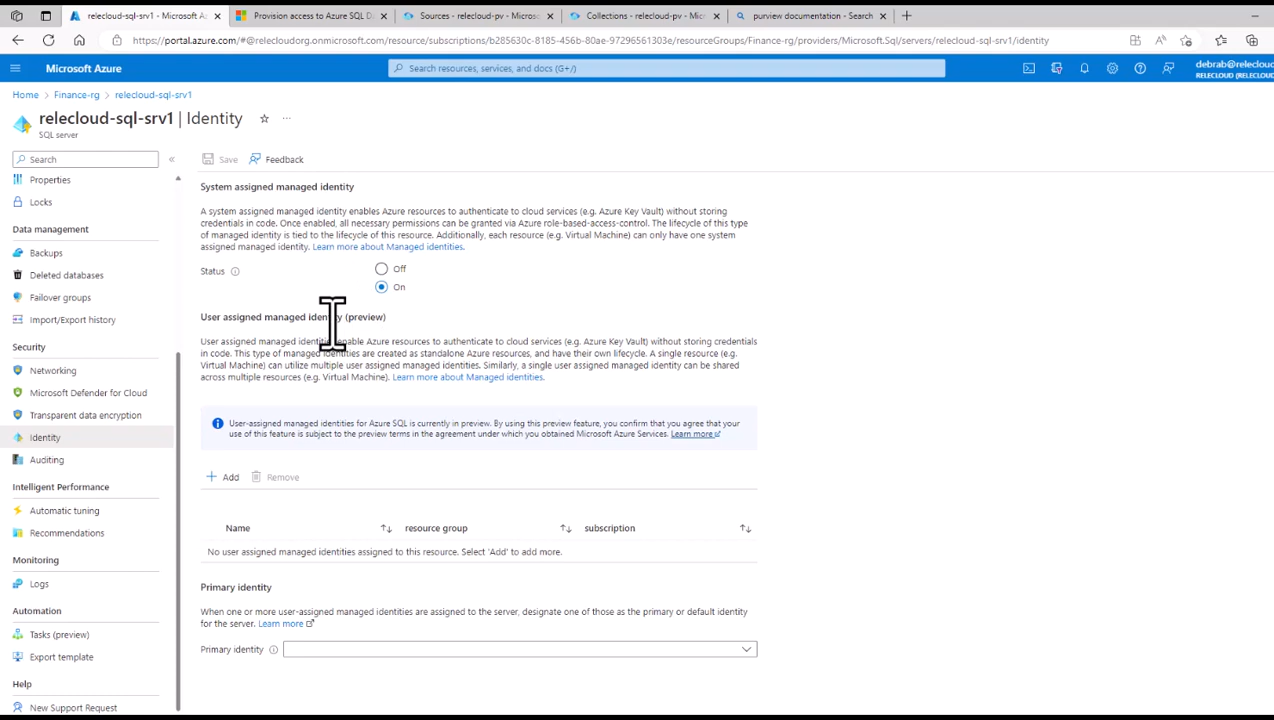 relecloud-sql-srv1 - Microsoft A
Provision access to Azure SQL D
Sources - relecloud-pv - Microso
Collections - relecloud-pv - Micr
purview documentation - Search
https://portal.azure.com/#@relecloudorg.onmicrosoft.com/resource/subscriptions/b285630c-8185-456b-80ae-97296561303e/resourceGroups/Finance-rg/providers/Microsoft.Sql/servers/relecloud-sql-srv1/identity
Microsoft Azure
Search resources, services, and docs (G+/)
debrab@relecloud
RELECLOUD (RELECLOU
Home > Finance-rg > relecloud-sql-srv1
relecloud-sql-srv1 | Identity
SQL server
Search
Properties
Locks
Data management
Backups
Deleted databases
Failover groups
Import/Export history
Security
Networking
Microsoft Defender for Cloud
Transparent data encryption
Identity
Auditing
Intelligent Performance
Automatic tuning
Recommendations
Monitoring
Logs
Automation
Tasks (preview)
Export template
Help
New Support Request
Save
Feedback
System assigned managed identity
A system assigned managed identity enables Azure resources to authenticate to cloud services (e.g. Azure Key Vault) without storing
credentials in code. Once enabled, all necessary permissions can be granted via Azure role-based-access-control. The lifecycle of this type
of managed identity is tied to the lifecycle of this resource. Additionally, each resource (e.g. Virtual Machine) can only have one system
assigned managed identity. Learn more about Managed identities.
Status
Off
On
User assigned managed identity (preview)
User assigned managed identities enable Azure resources to authenticate to cloud services (e.g. Azure Key Vault) without storing credentials
in code. This type of managed identities are created as standalone Azure resources, and have their own lifecycle. A single resource (e.g.
Virtual Machine) can utilize multiple user assigned managed identities. Similarly, a single user assigned managed identity can be shared
across multiple resources (e.g. Virtual Machine). Learn more about Managed identities.
User-assigned managed identities for Azure SQL is currently in preview. By using this preview feature, you confirm that you agree that your
use of this feature is subject to the preview terms in the agreement under which you obtained Microsoft Azure Services. Learn more
Add
Remove
Name
resource group
subscription
No user assigned managed identities assigned to this resource. Select 'Add' to add more.
Primary identity
When one or more user-assigned managed identities are assigned to the server, designate one of those as the primary or default identity
for the server. Learn more
Primary identity